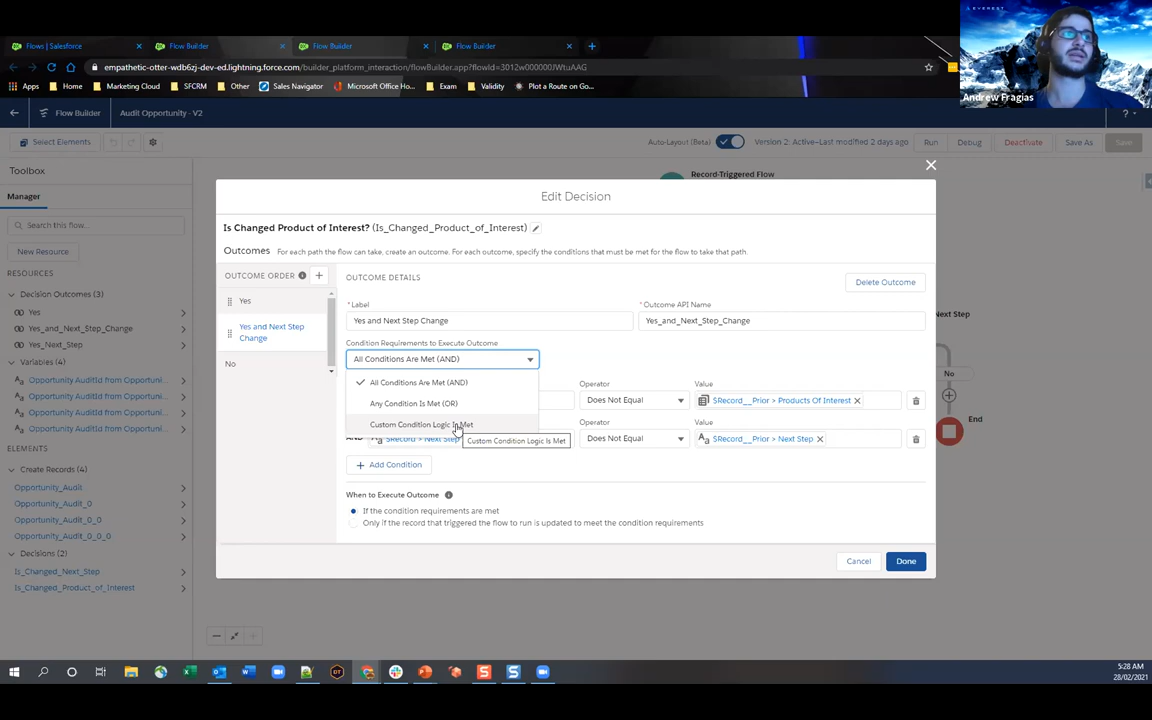 LEVEREST
Flows | Salesforce
Flow Builder
Flow Builder
Flow Builder
empathetic-otter-wdb6zj-dev-ed.lightning.force.com/builder_platform_interaction/flowBuilder.app?flowId=3012w000000JWtuAAG
Apps
Home
Marketing Cloud
SFCRM
Other
Sales Navigator
Microsoft Office Ho...
Exam
Validity
Plot a Route on Go...
Andrew Fragias
Flow Builder
Audit Opportunity - V2
?
Select Elements
Auto-Layout (Beta)
Version 2: Active–Last modified 2 days ago
Run
Debug
Deactivate
Save As
Save
Toolbox
Manager
Search this flow...
New Resource
RESOURCES
Decision Outcomes (3)
Yes
Yes_and_Next_Step_Change
Yes_Next_Step
Variables (4)
Opportunity AuditId from Opportuni...
Opportunity AuditId from Opportuni...
Opportunity AuditId from Opportuni...
Opportunity AuditId from Opportuni...
ELEMENTS
Create Records (4)
Opportunity_Audit
Opportunity_Audit_0
Opportunity_Audit_0_0
Opportunity_Audit_0_0_0
Decisions (2)
Is_Changed_Next_Step
Is_Changed_Product_of_Interest
Record-Triggered Flow
Edit Decision
Is Changed Product of Interest? (Is_Changed_Product_of_Interest)
Outcomes For each path the flow can take, create an outcome. For each outcome, specify the conditions that must be met for the flow to take that path.
OUTCOME ORDER
Yes
Yes and Next Step Change
No
OUTCOME DETAILS
Delete Outcome
* Label
Yes and Next Step Change
* Outcome API Name
Yes_and_Next_Step_Change
Condition Requirements to Execute Outcome
All Conditions Are Met (AND)
All Conditions Are Met (AND)
Any Condition Is Met (OR)
Custom Condition Logic Is Met
Custom Condition Logic Is Met
Operator
Value
Does Not Equal
$Record__Prior > Products Of Interest
AND
$Record > Next Step
Operator
Value
Does Not Equal
$Record__Prior > Next Step
Add Condition
When to Execute Outcome
If the condition requirements are met
Only if the record that triggered the flow to run is updated to meet the condition requirements
Cancel
Done
Next Step
No
End
5:28 AM
28/02/2021